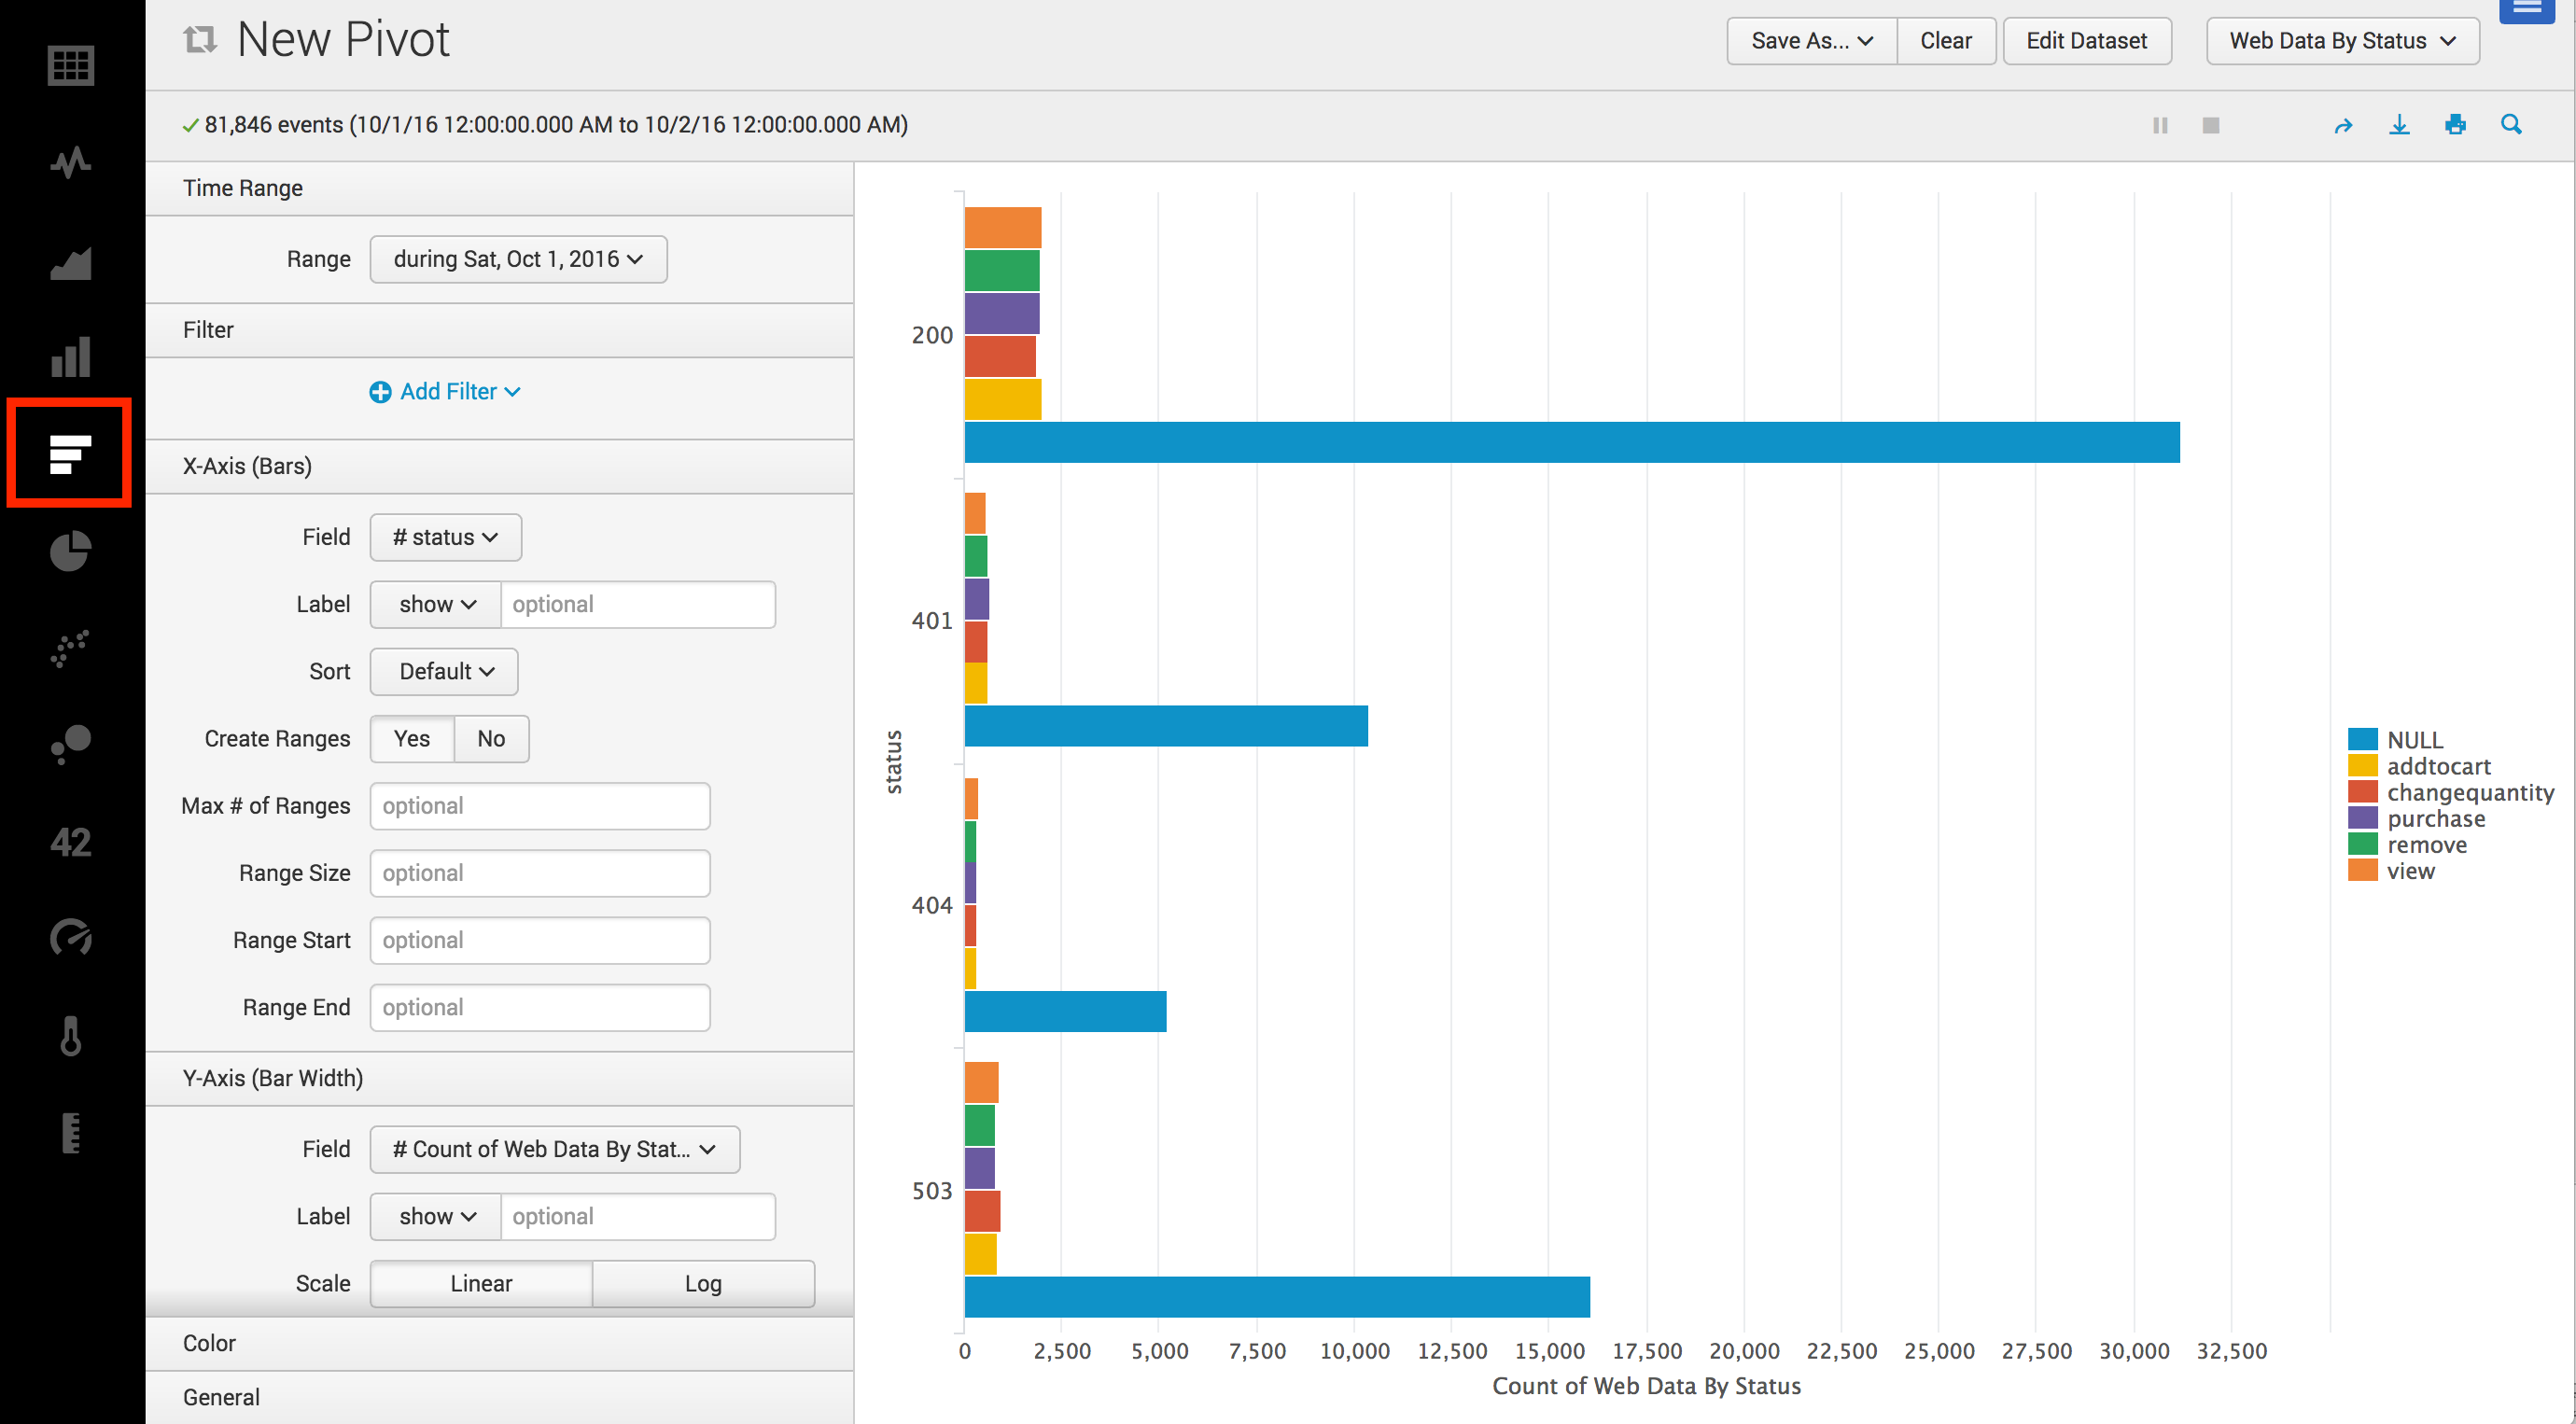 New Pivot
Save As...
Clear
Edit Dataset
Web Data By Status
81,846 events (10/1/16 12:00:00.000 AM to 10/2/16 12:00:00.000 AM)
Time Range
Range during Sat, Oct 1, 2016
Filter
Add Filter
X-Axis (Bars)
Field # status
Label show optional
Sort Default
Create Ranges Yes No
Max # of Ranges optional
Range Size optional
Range Start optional
Range End optional
Y-Axis (Bar Width)
Field # Count of Web Data By Stat...
Label show optional
Scale Linear Log
Color
General
42
status
200
401
404
503
0 2,500 5,000 7,500 10,000 12,500 15,000 17,500 20,000 22,500 25,000 27,500 30,000 32,500
Count of Web Data By Status
NULL
addtocart
changequantity
purchase
remove
view